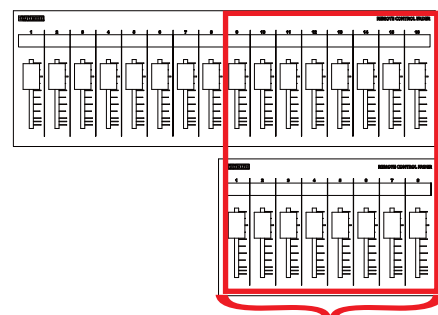 REMOTE CONTROL FADER
1 2 3 4 5 6 7 8 9 10 11 12 13 14 15 16
REMOTE CONTROL FADER
1 2 3 4 5 6 7 8